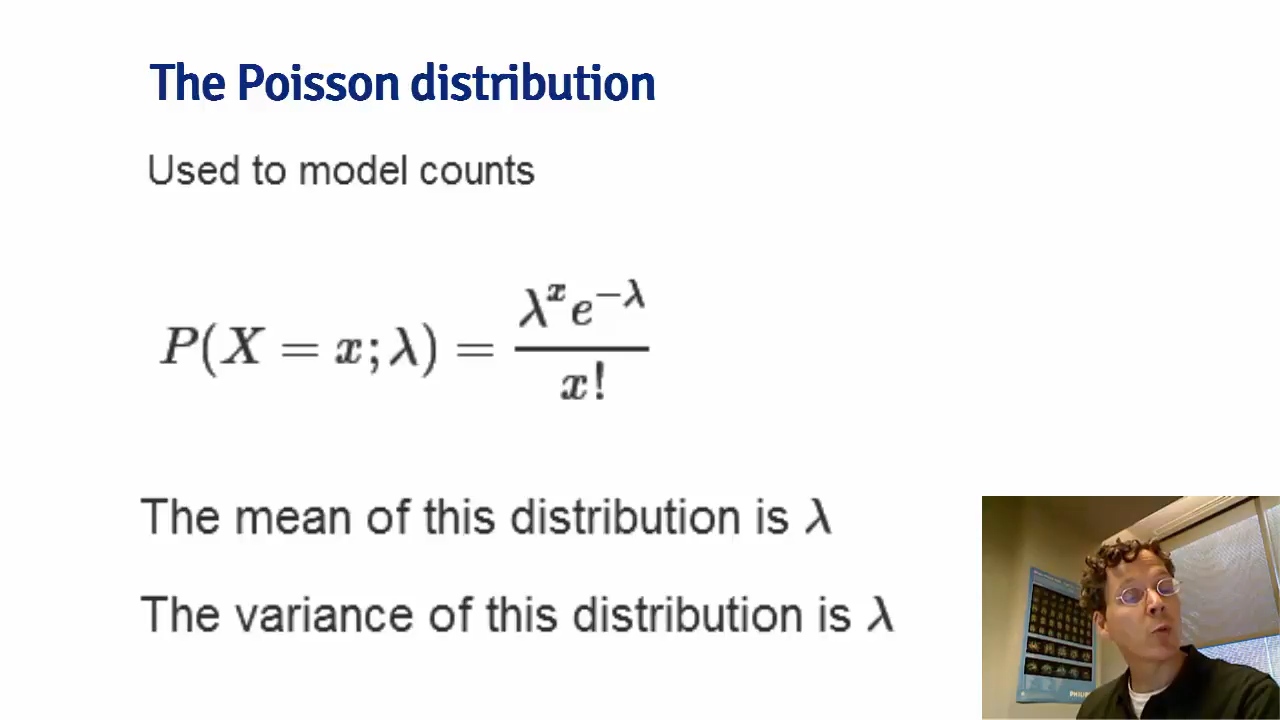 The Poisson distribution
Used to model counts
P(X = x; λ) = λ^x e^{−λ} / x!
The mean of this distribution is λ
The variance of this distribution is λ
PHILIP